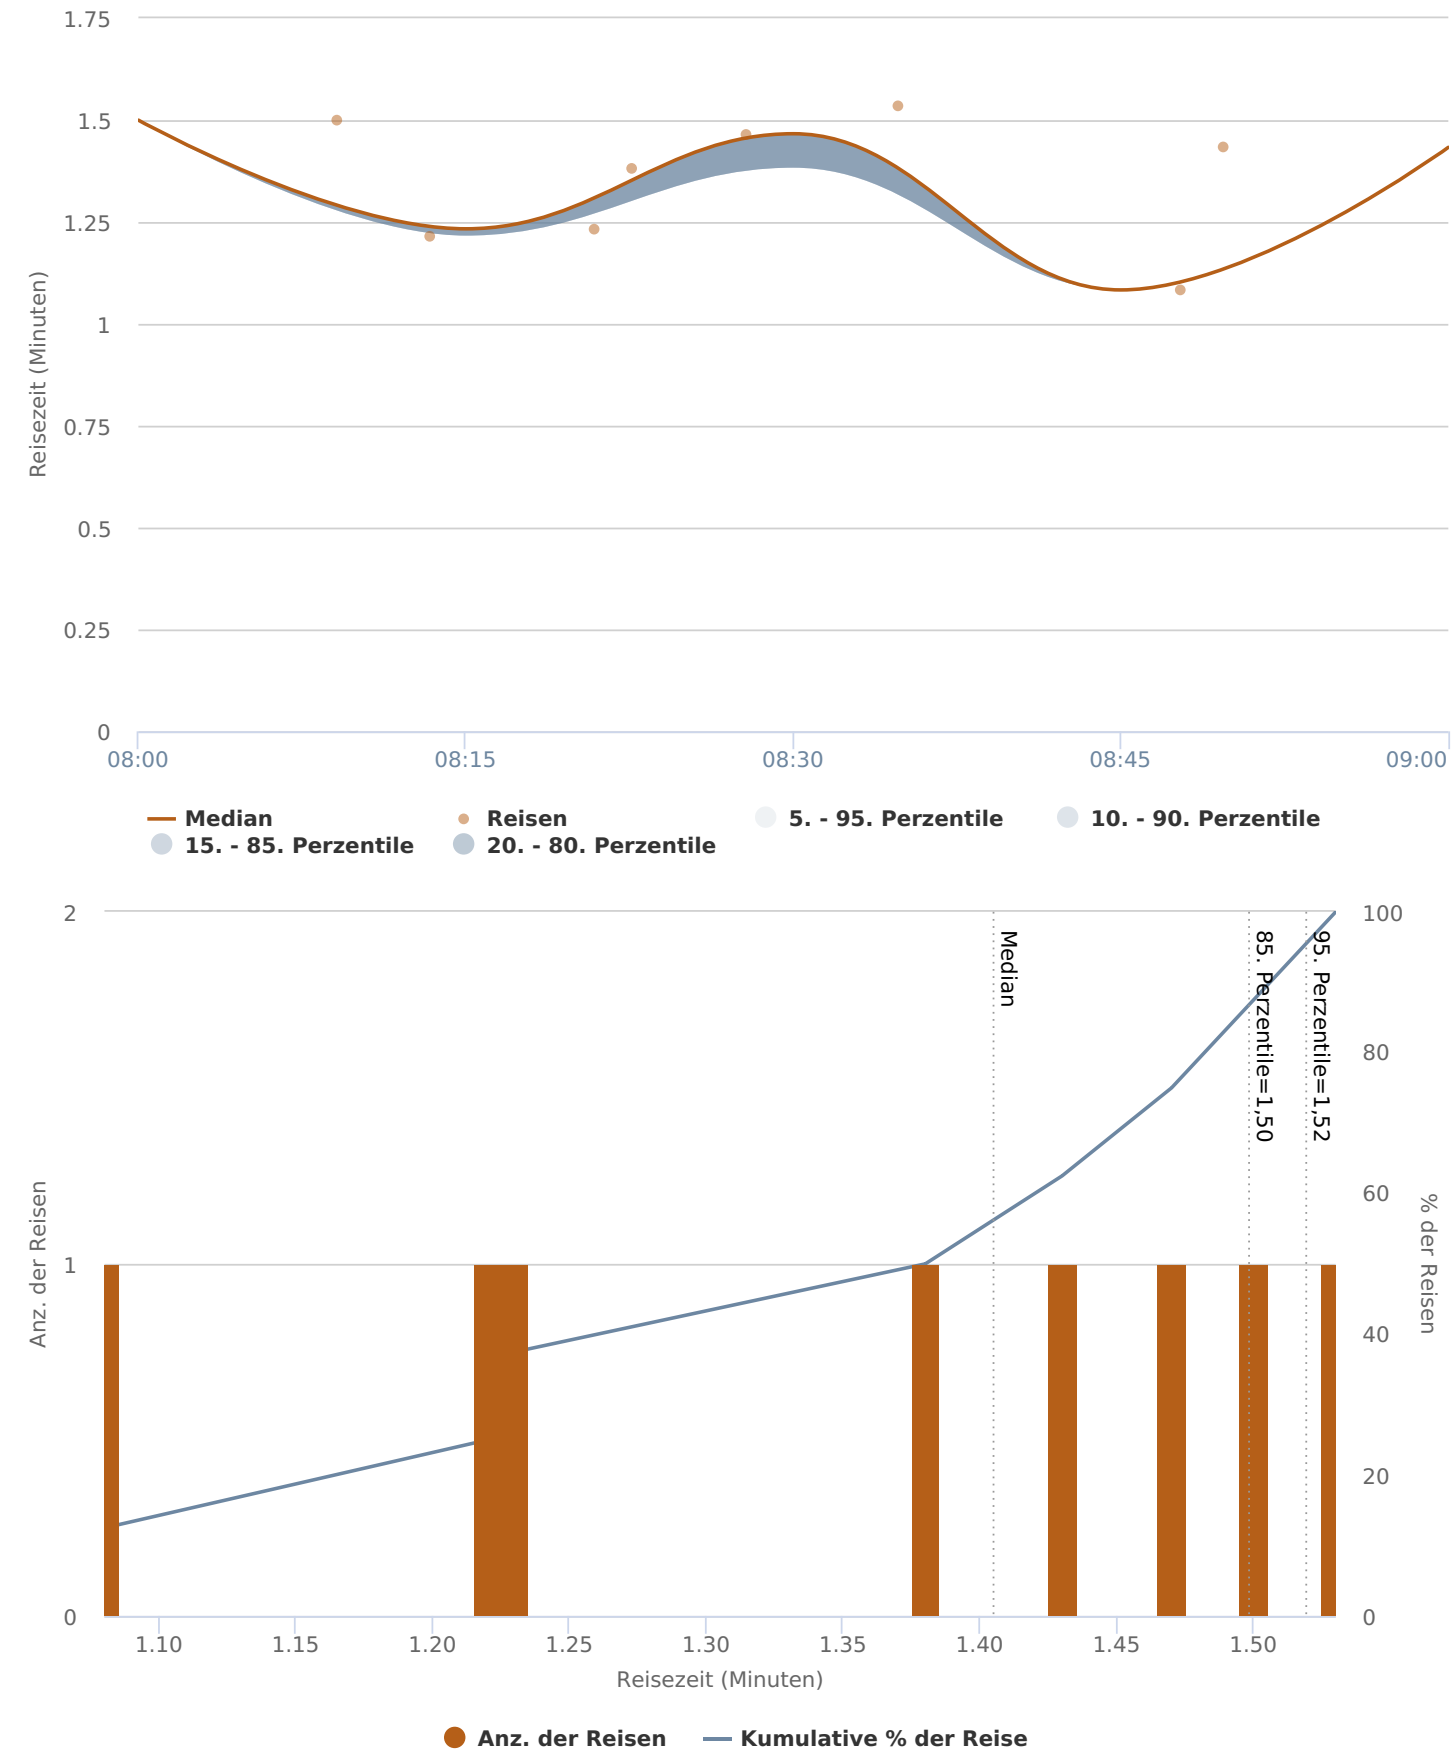 1.75
1.5
1.25
1
0.75
0.5
0.25
0
Reisezeit (Minuten)
08:00 08:15 08:30 08:45 09:00
Median Reisen 5. - 95. Perzentile 10. - 90. Perzentile
15. - 85. Perzentile 20. - 80. Perzentile
2
1
0
Anz. der Reisen
Median
85. Perzentile=1,50
95. Perzentile=1,52
100
80
60
40
20
0
% der Reisen
1.10 1.15 1.20 1.25 1.30 1.35 1.40 1.45 1.50
Reisezeit (Minuten)
Anz. der Reisen Kumulative % der Reise